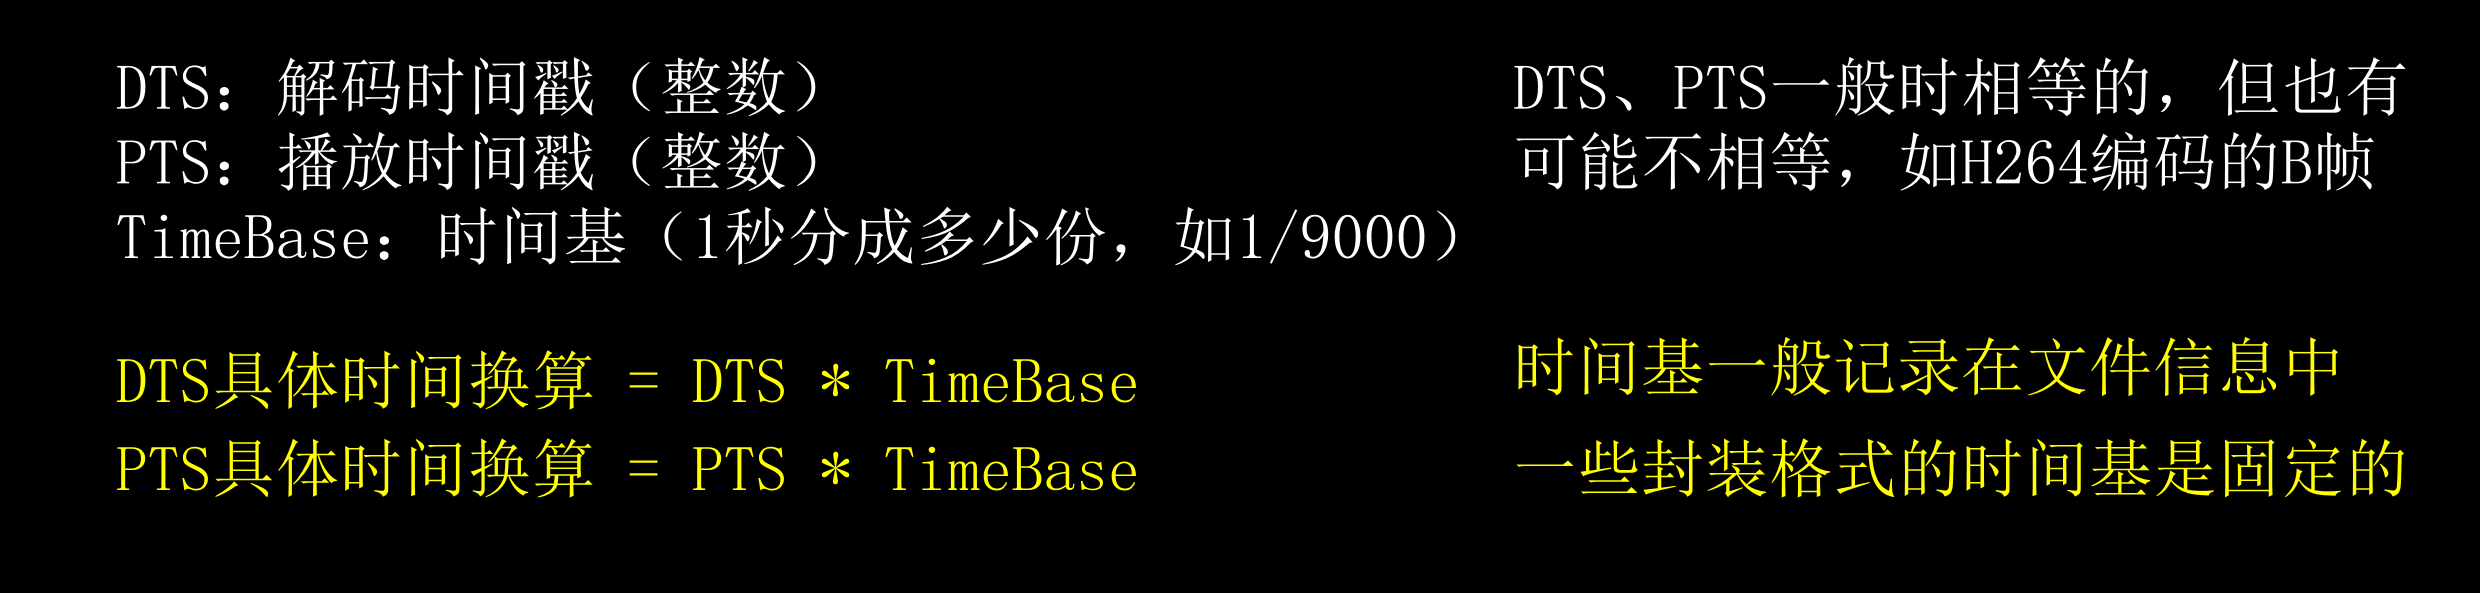 DTS：解码时间戳（整数）
PTS：播放时间戳（整数）
TimeBase：时间基（1秒分成多少份，如1/9000）
DTS、PTS一般时相等的，但也有
可能不相等，如H264编码的B帧
DTS具体时间换算 = DTS * TimeBase
PTS具体时间换算 = PTS * TimeBase
时间基一般记录在文件信息中
一些封装格式的时间基是固定的